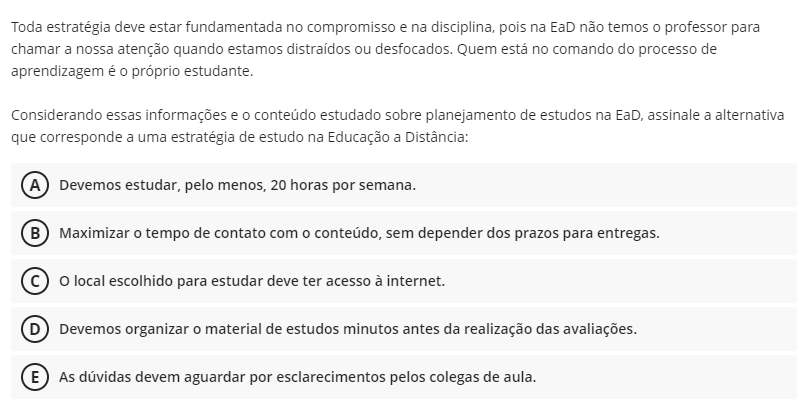 Toda estratégia deve estar fundamentada no compromisso e na disciplina, pois na EaD não temos o professor para
chamar a nossa atenção quando estamos distraídos ou desfocados. Quem está no comando do processo de
aprendizagem é o próprio estudante.
Considerando essas informações e o conteúdo estudado sobre planejamento de estudos na EaD, assinale a alternativa
que corresponde a uma estratégia de estudo na Educação a Distância:
A Devemos estudar, pelo menos, 20 horas por semana.
B Maximizar o tempo de contato com o conteúdo, sem depender dos prazos para entregas.
C O local escolhido para estudar deve ter acesso à internet.
D Devemos organizar o material de estudos minutos antes da realização das avaliações.
E As dúvidas devem aguardar por esclarecimentos pelos colegas de aula.